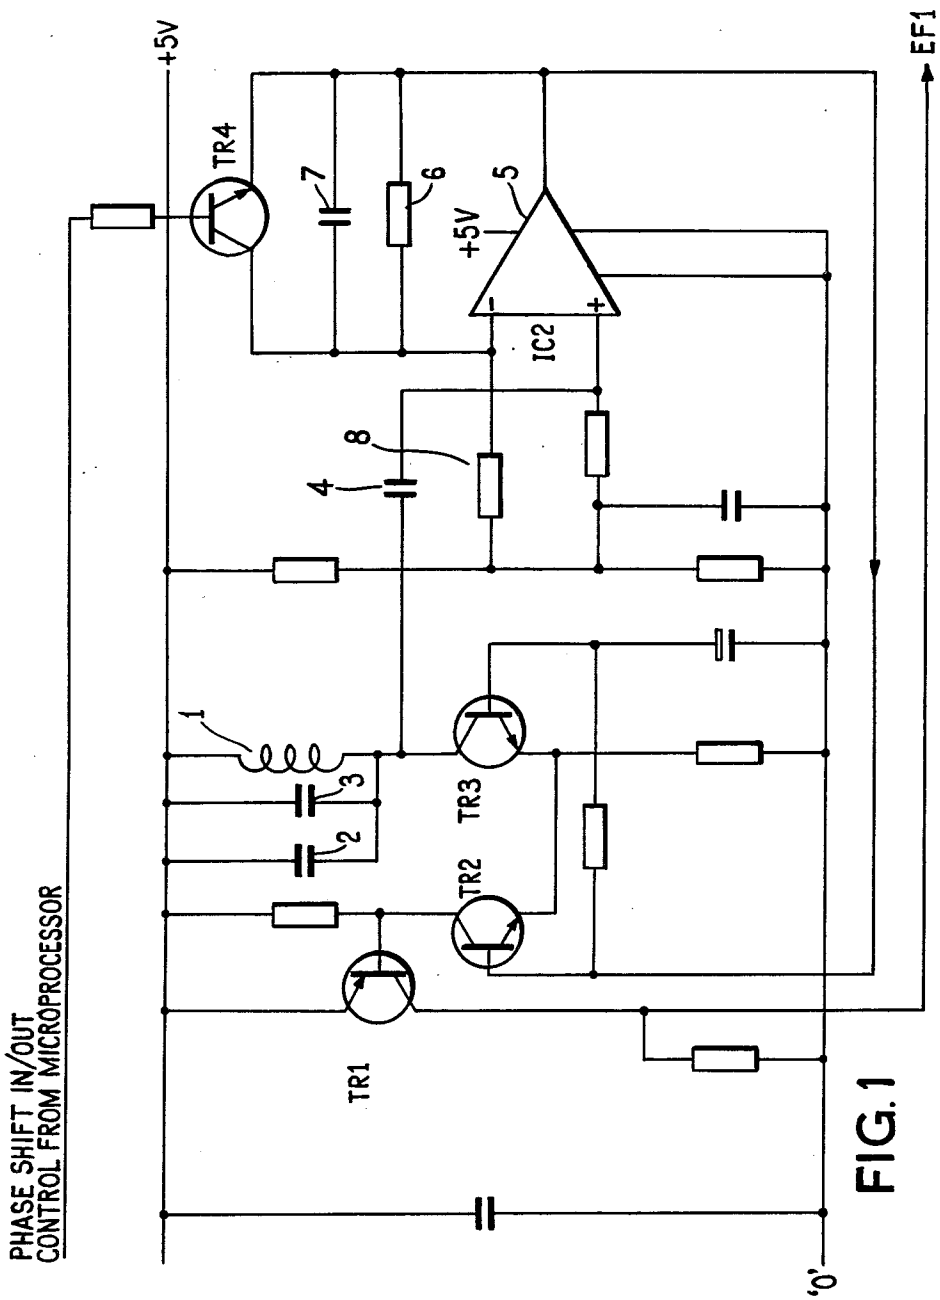 PHASE SHIFT IN/OUT
CONTROL FROM MICROPROCESSOR
+5V
TR4
7
6
+5V
5
-
+
IC2
8
4
1
3
2
TR3
TR2
TR1
'0'
EF1
FIG.1